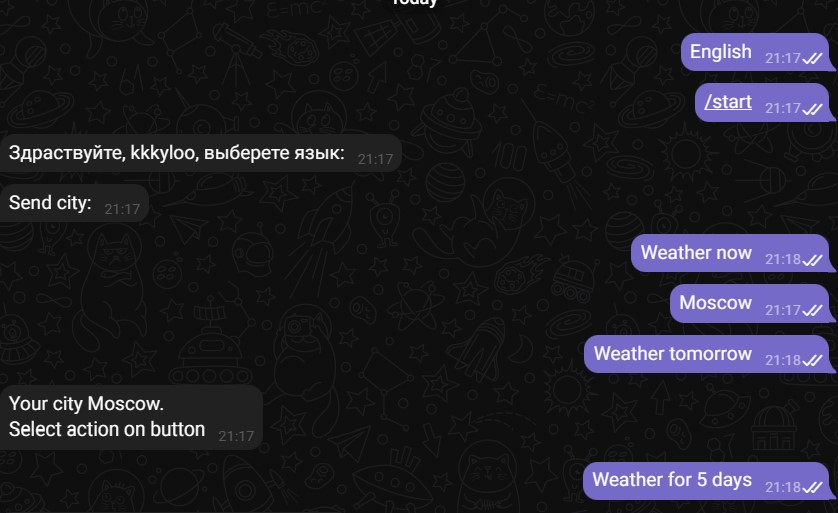 Today
English 21:17
/start 21:17
Здраствуйте, kkkyloo, выберете язык: 21:17
Send city: 21:17
Weather now 21:18
Moscow 21:17
Weather tomorrow 21:18
Your city Moscow.
Select action on button 21:17
Weather for 5 days 21:18